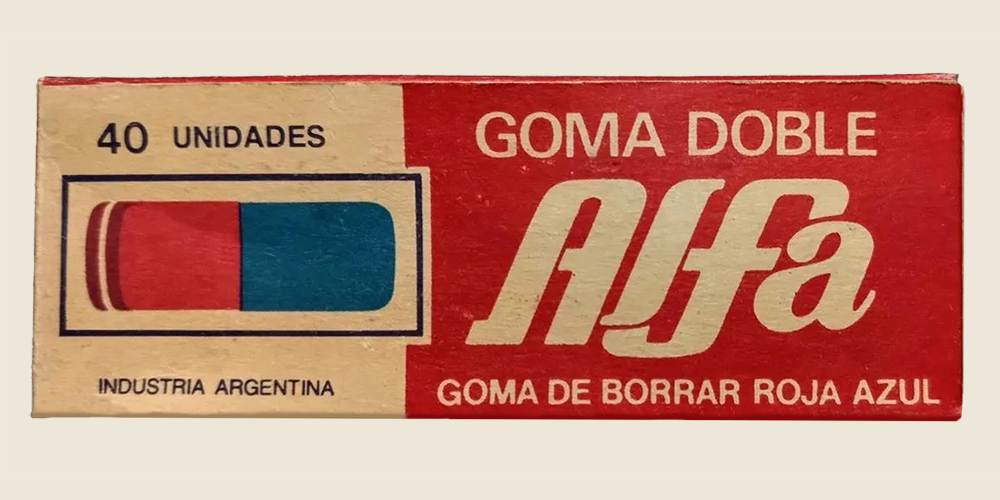 40 UNIDADES
INDUSTRIA ARGENTINA
GOMA DOBLE
Alfa
GOMA DE BORRAR ROJA AZUL